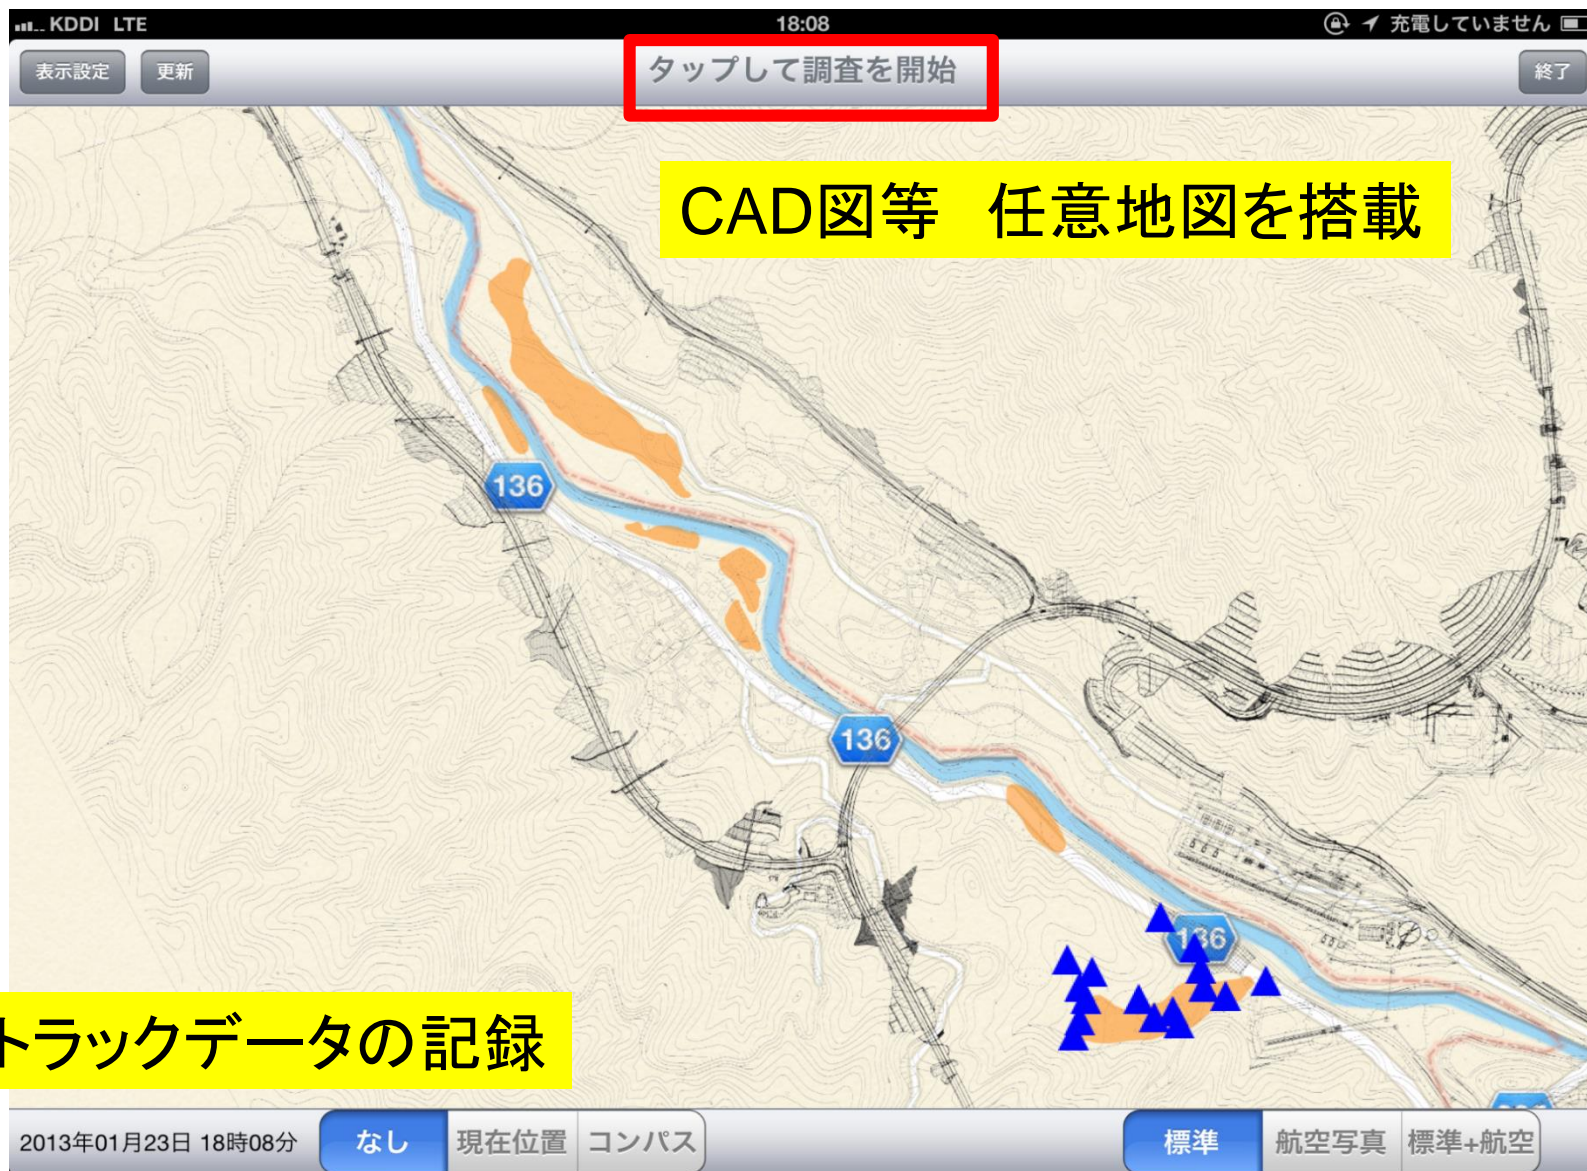 KDDI LTE
18:08
充電していません
表示設定
更新
タップして調査を開始
終了
CAD図等　任意地図を搭載
136
136
136
トラックデータの記録
2013年01月23日 18時08分
なし
現在位置
コンパス
標準
航空写真
標準+航空